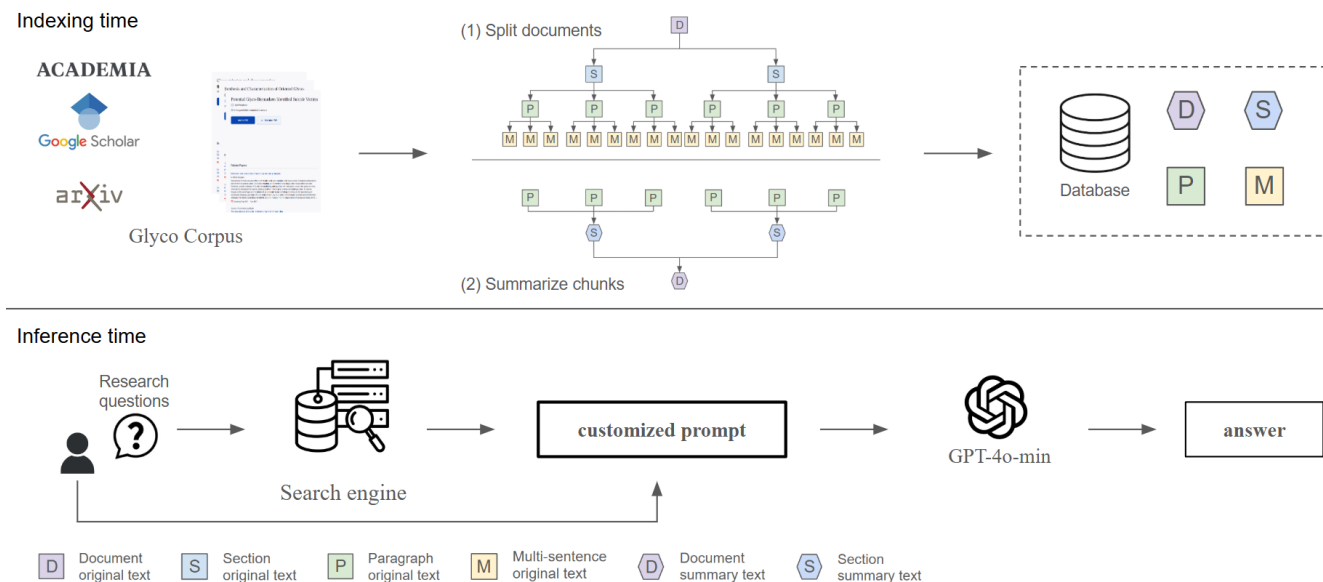 Indexing time
ACADEMIA
Google Scholar
arXiv
Glyco Corpus
(1) Split documents
D
S S
P P P P P P
M M M M M M M M M M M M M M M M M M
P P P P P P
S S
(2) Summarize chunks
D
Database
D S
P M
Inference time
Research
questions
?
Search engine
customized prompt
GPT-4o-min
answer
D Document
original text
S Section
original text
P Paragraph
original text
M Multi-sentence
original text
D Document
summary text
S Section
summary text